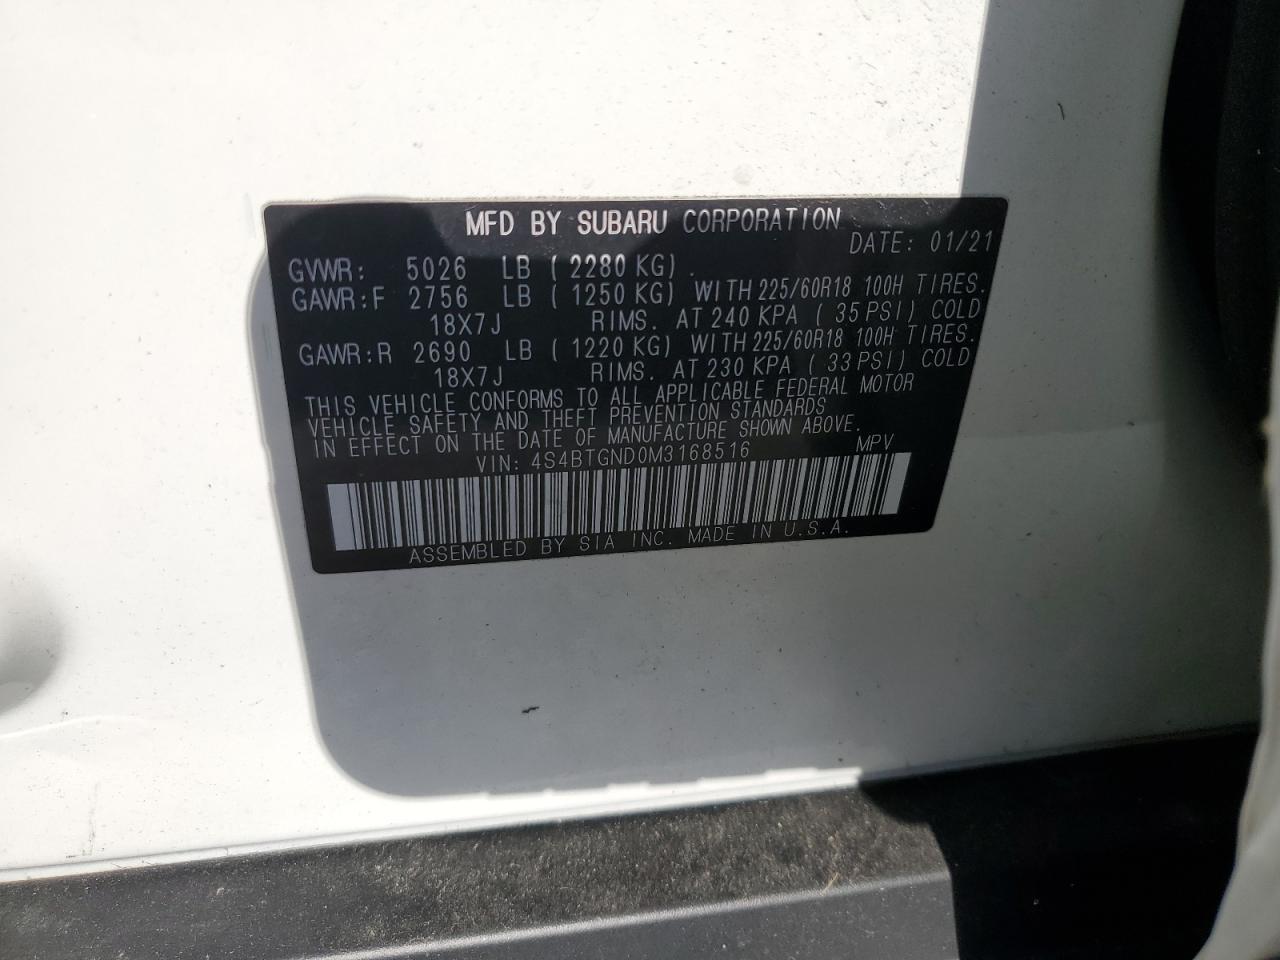 MFD BY SUBARU CORPORATION
DATE: 01/21
GVWR: 5026 LB ( 2280 KG) .
GAWR:F 2756 LB ( 1250 KG) WITH 225/60R18 100H TIRES.
18X7J RIMS. AT 240 KPA ( 35 PSI) COLD
GAWR:R 2690 LB ( 1220 KG) WITH 225/60R18 100H TIRES.
18X7J RIMS. AT 230 KPA ( 33 PSI) COLD
THIS VEHICLE CONFORMS TO ALL APPLICABLE FEDERAL MOTOR
VEHICLE SAFETY AND THEFT PREVENTION STANDARDS
IN EFFECT ON THE DATE OF MANUFACTURE SHOWN ABOVE.
VIN: 4S4BTGND0M3168516 MPV
ASSEMBLED BY SIA INC. MADE IN U.S.A.